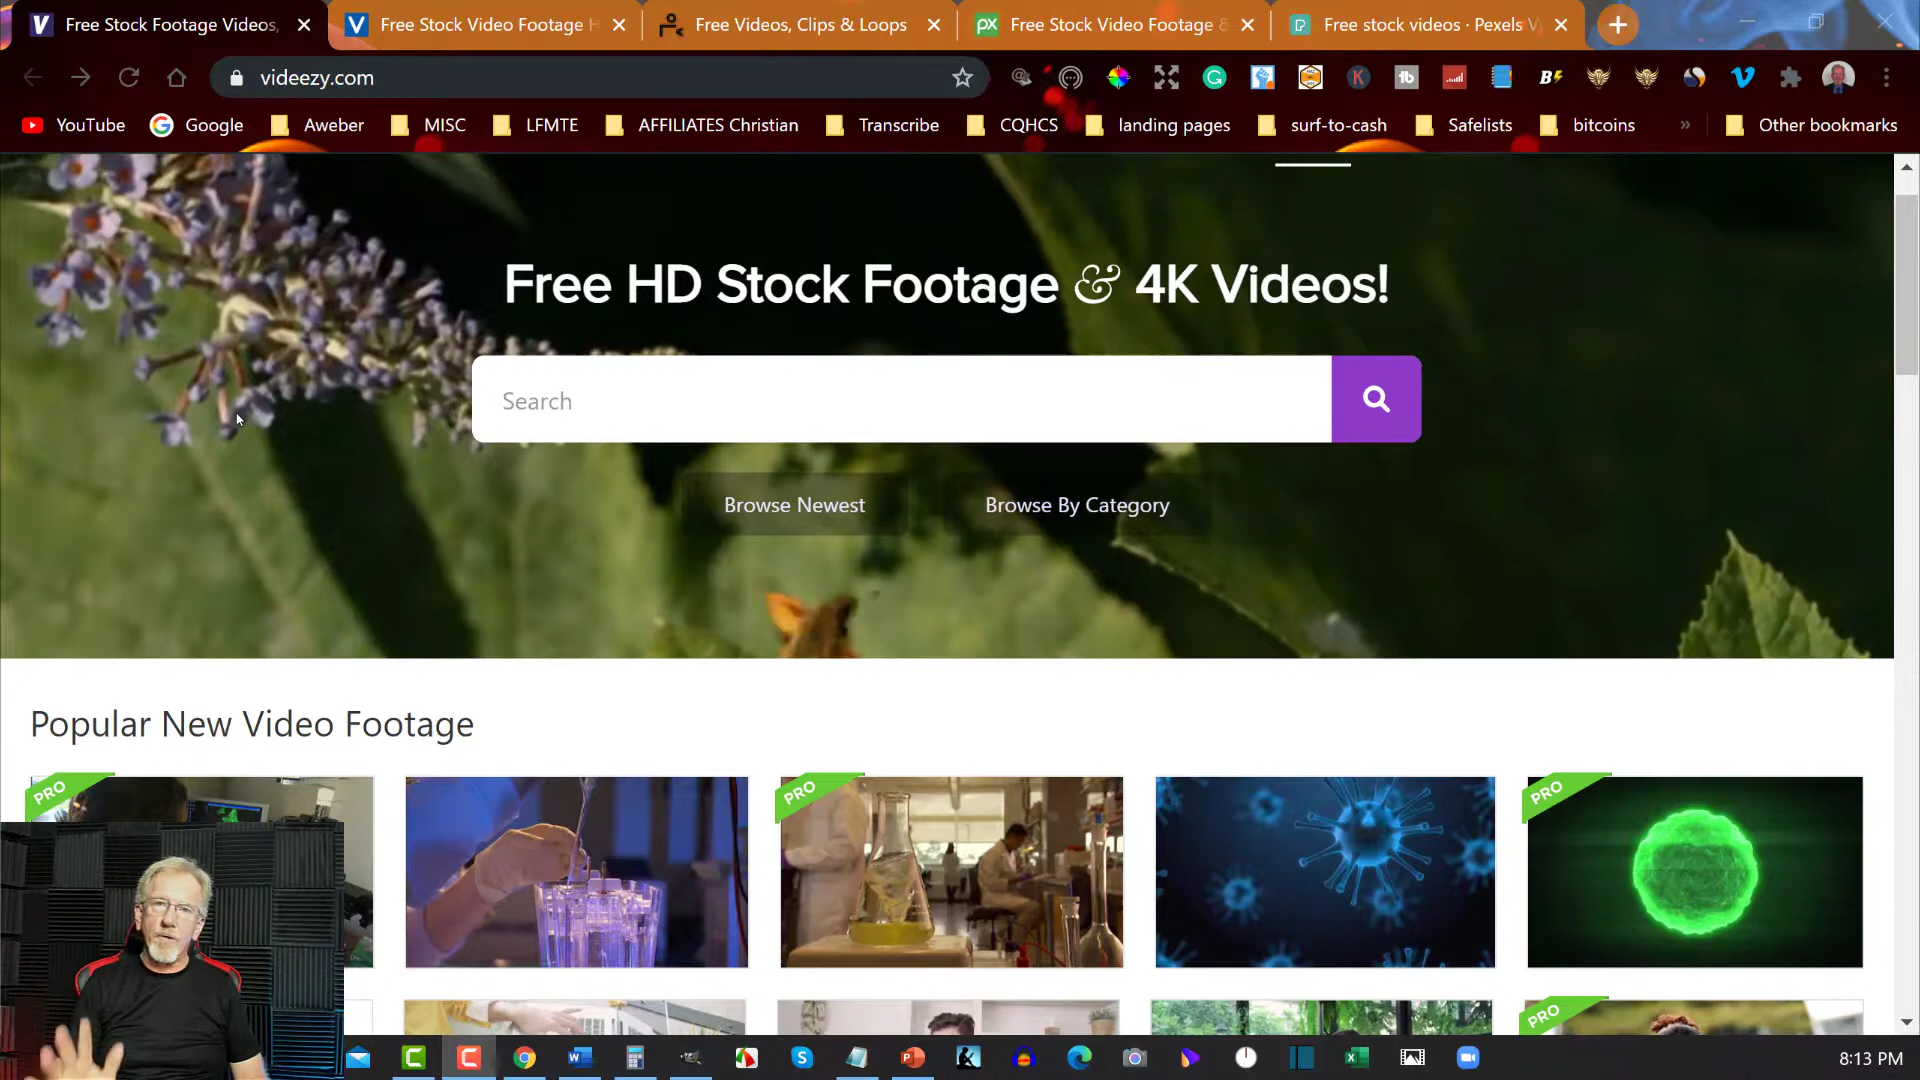 Free Stock Footage Videos,
Free Stock Video Footage H
Free Videos, Clips & Loops
Free Stock Video Footage &
Free stock videos · Pexels V
videezy.com
YouTube
Google
Aweber
MISC
LFMTE
AFFILIATES Christian
Transcribe
CQHCS
landing pages
surf-to-cash
Safelists
bitcoins
»
Other bookmarks
Free HD Stock Footage & 4K Videos!
Search
Browse Newest
Browse By Category
Popular New Video Footage
PRO
PRO
PRO
PRO
8:13 PM